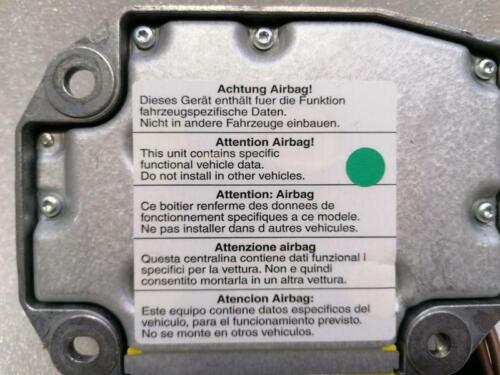 Achtung Airbag!
Dieses Gerät enthält fuer die Funktion
fahrzeugspezifische Daten.
Nicht in andere Fahrzeuge einbauen.
Attention Airbag!
This unit contains specific
functional vehicle data.
Do not install in other vehicles.
Attention: Airbag
Ce boitier renferme des donnees de
fonctionnement specifiques a ce modele.
Ne pas installer dans d autres vehicules.
Attenzione airbag
Questa centralina contiene dati funzional i
specifici per la vettura. Non e quindi
consentito montarla in un altra vettura.
Atencion Airbag:
Este equipo contiene datos especificos del
vehiculo, para el funcionamiento previsto.
No se monte en otros vehiculos.